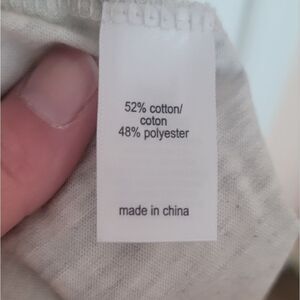 52% cotton/
coton
48% polyester
made in china